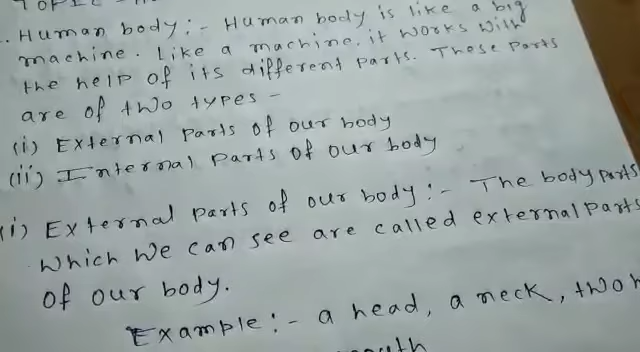 TOPIC :-
Human body :- Human body is like a big
machine. Like a machine, it works with
the help of its different parts. These parts
are of two types -
(i) External parts of our body
(ii) Internal parts of our body
(i) External parts of our body :- The body parts
which we can see are called external parts
of our body.
Example :- a head, a neck, two